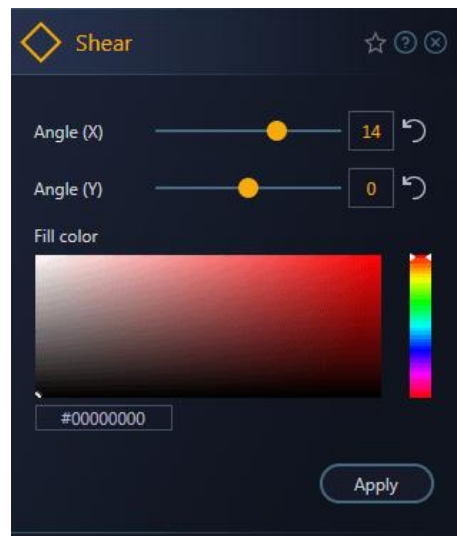 Shear
Angle (X) 14
Angle (Y) 0
Fill color
#00000000
Apply